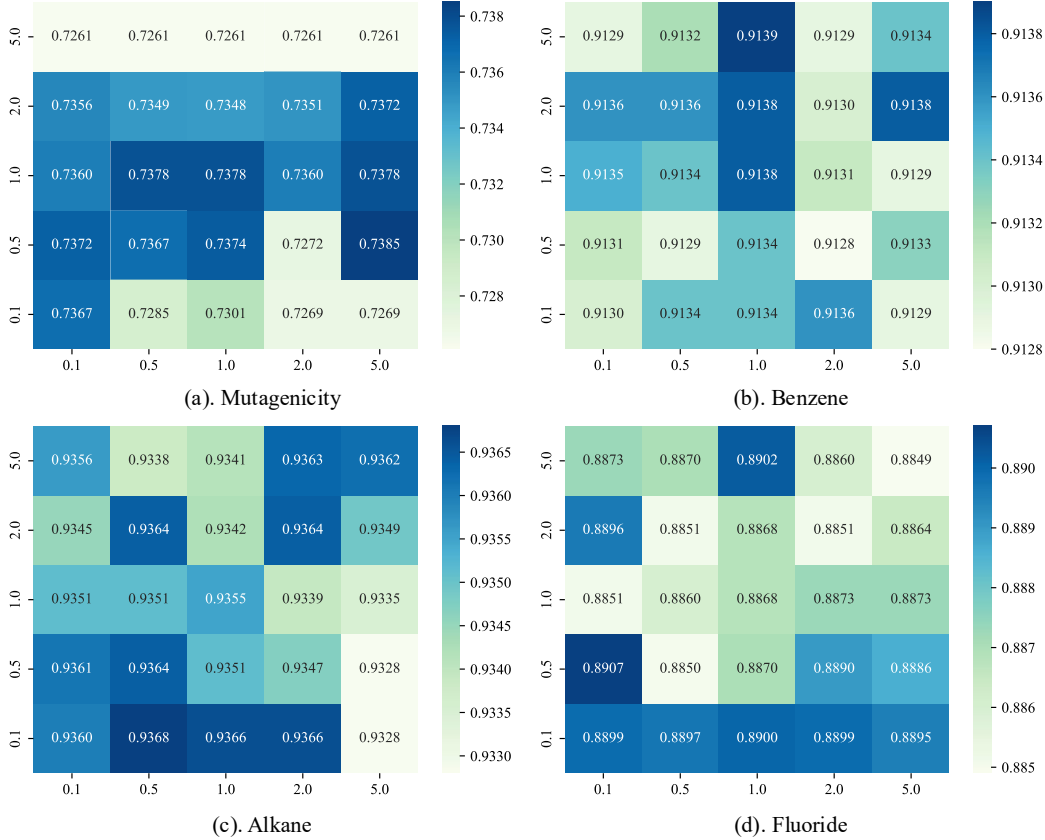 5.0 0.7261 0.7261 0.7261 0.7261 0.7261
2.0 0.7356 0.7349 0.7348 0.7351 0.7372
1.0 0.7360 0.7378 0.7378 0.7360 0.7378
0.5 0.7372 0.7367 0.7374 0.7272 0.7385
0.1 0.7367 0.7285 0.7301 0.7269 0.7269
0.1 0.5 1.0 2.0 5.0
0.738
0.736
0.734
0.732
0.730
0.728
(a). Mutagenicity
5.0 0.9129 0.9132 0.9139 0.9129 0.9134
2.0 0.9136 0.9136 0.9138 0.9130 0.9138
1.0 0.9135 0.9134 0.9138 0.9131 0.9129
0.5 0.9131 0.9129 0.9134 0.9128 0.9133
0.1 0.9130 0.9134 0.9134 0.9136 0.9129
0.1 0.5 1.0 2.0 5.0
0.9138
0.9136
0.9134
0.9132
0.9130
0.9128
(b). Benzene
5.0 0.9356 0.9338 0.9341 0.9363 0.9362
2.0 0.9345 0.9364 0.9342 0.9364 0.9349
1.0 0.9351 0.9351 0.9355 0.9339 0.9335
0.5 0.9361 0.9364 0.9351 0.9347 0.9328
0.1 0.9360 0.9368 0.9366 0.9366 0.9328
0.1 0.5 1.0 2.0 5.0
0.9365
0.9360
0.9355
0.9350
0.9345
0.9340
0.9335
0.9330
(c). Alkane
5.0 0.8873 0.8870 0.8902 0.8860 0.8849
2.0 0.8896 0.8851 0.8868 0.8851 0.8864
1.0 0.8851 0.8860 0.8868 0.8873 0.8873
0.5 0.8907 0.8850 0.8870 0.8890 0.8886
0.1 0.8899 0.8897 0.8900 0.8899 0.8895
0.1 0.5 1.0 2.0 5.0
0.890
0.889
0.888
0.887
0.886
0.885
(d). Fluoride